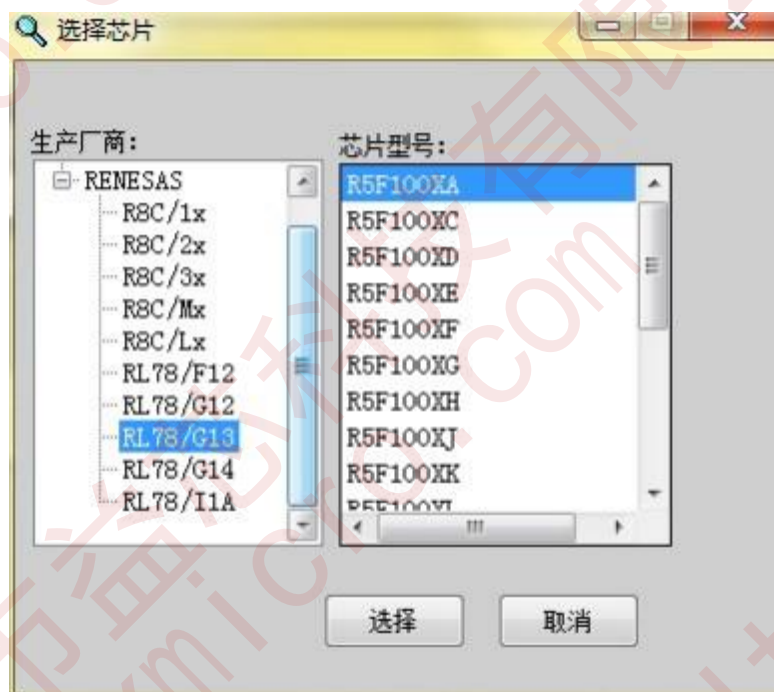 选择芯片
生产厂商:
RENESAS
R8C/1x
R8C/2x
R8C/3x
R8C/Mx
R8C/Lx
RL78/F12
RL78/G12
RL78/G13
RL78/G14
RL78/I1A
芯片型号:
R5F100XA
R5F100XC
R5F100XD
R5F100XE
R5F100XF
R5F100XG
R5F100XH
R5F100XJ
R5F100XK
R5F100XL
选择
取消